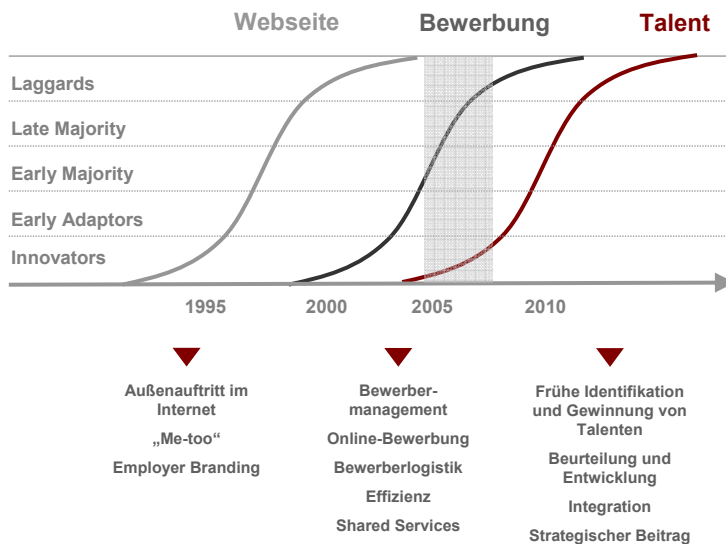 Webseite Bewerbung Talent
Laggards
Late Majority
Early Majority
Early Adaptors
Innovators
1995 2000 2005 2010
Außenauftritt im
Internet
„Me-too“
Employer Branding
Bewerber-
management
Online-Bewerbung
Bewerberlogistik
Effizienz
Shared Services
Frühe Identifikation
und Gewinnung von
Talenten
Beurteilung und
Entwicklung
Integration
Strategischer Beitrag